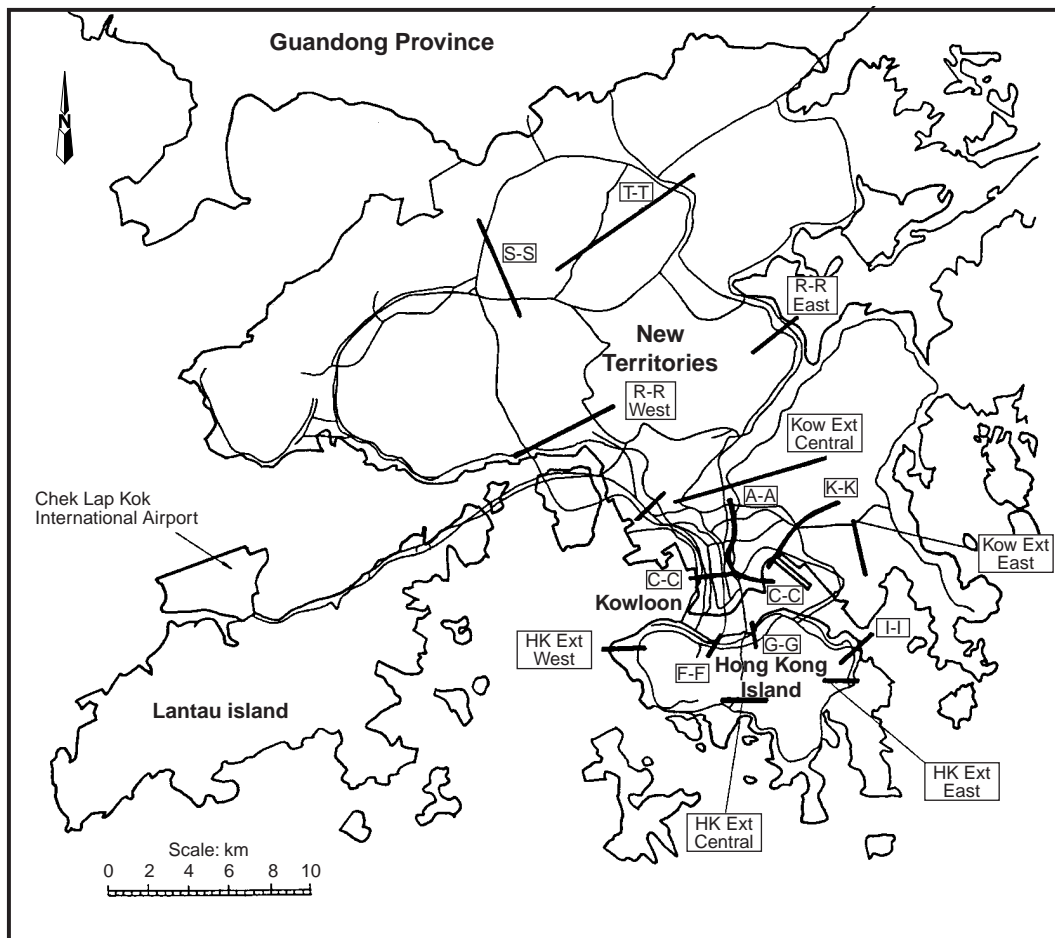 Guandong Province
N
T-T
S-S
R-R
East
New
Territories
R-R
West
Kow Ext
Central
A-A
K-K
Chek Lap Kok
International Airport
Kow Ext
East
C-C
C-C
Kowloon
I-I
HK Ext
West
G-G
F-F
Hong Kong
Island
Lantau island
HK Ext
East
HK Ext
Central
Scale: km
0 2 4 6 8 10